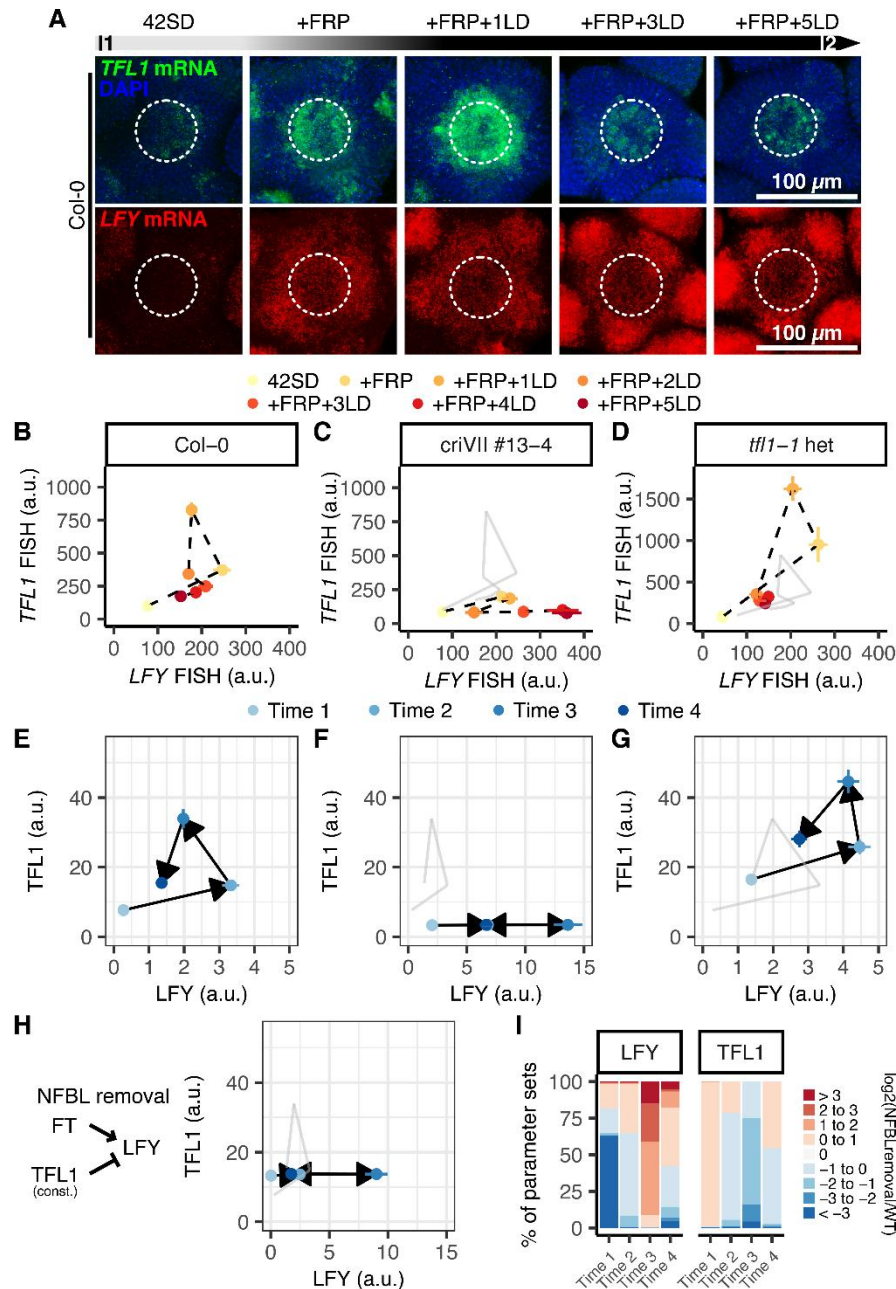 A
42SD +FRP +FRP+1LD +FRP+3LD +FRP+5LD
I1 I2
Col-0
TFL1 mRNA
DAPI
100 µm
LFY mRNA
100 µm
42SD +FRP +FRP+1LD +FRP+2LD
+FRP+3LD +FRP+4LD +FRP+5LD
B C D
Col−0 criVII #13−4 tfl1−1 het
TFL1 FISH (a.u.)
1000
750
500
250
0
0 100 200 300 400
LFY FISH (a.u.)
TFL1 FISH (a.u.)
1000
750
500
250
0
0 100 200 300 400
LFY FISH (a.u.)
TFL1 FISH (a.u.)
1500
1000
500
0
0 100 200 300 400
LFY FISH (a.u.)
Time 1 Time 2 Time 3 Time 4
E
TFL1 (a.u.)
40
20
0
0 1 2 3 4 5
LFY (a.u.)
F
TFL1 (a.u.)
40
20
0
0 5 10 15
LFY (a.u.)
G
TFL1 (a.u.)
40
20
0
0 1 2 3 4 5
LFY (a.u.)
H
NFBL removal
FT
LFY
TFL1
(const.)
TFL1 (a.u.)
40
20
0
0 5 10 15
LFY (a.u.)
I
LFY TFL1
% of parameter sets
100
75
50
25
0
Time 1 Time 2 Time 3 Time 4
Time 1 Time 2 Time 3 Time 4
> 3
2 to 3
1 to 2
0 to 1
0
−1 to 0
−2 to −1
−3 to −2
< −3
log2(NFBLremoval/WT)